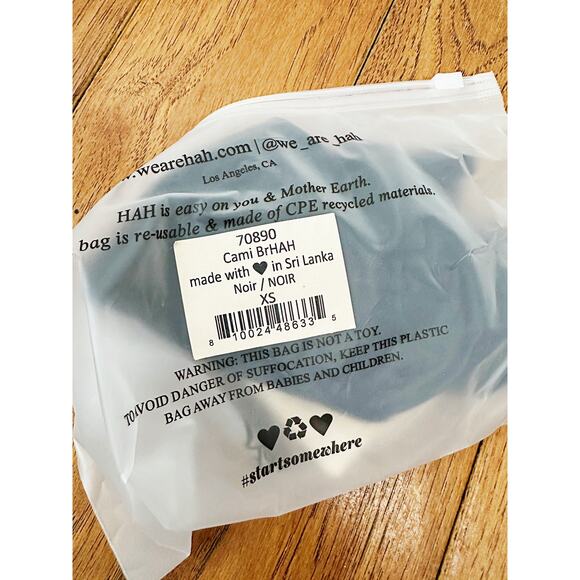 w.wearehah.com | @we_are_hah
Los Angeles, CA
HAH is easy on you & Mother Earth.
bag is re-usable & made of CPE recycled materials.
70890
Cami BrHAH
made with ♥ in Sri Lanka
Noir / NOIR
XS
8 10024 48633 5
WARNING: THIS BAG IS NOT A TOY.
TO AVOID DANGER OF SUFFOCATION, KEEP THIS PLASTIC
BAG AWAY FROM BABIES AND CHILDREN.
#startsomewhere